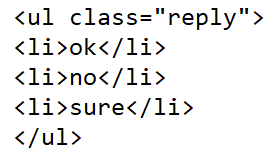 <ul class="reply">
<li>ok</li>
<li>no</li>
<li>sure</li>
</ul>